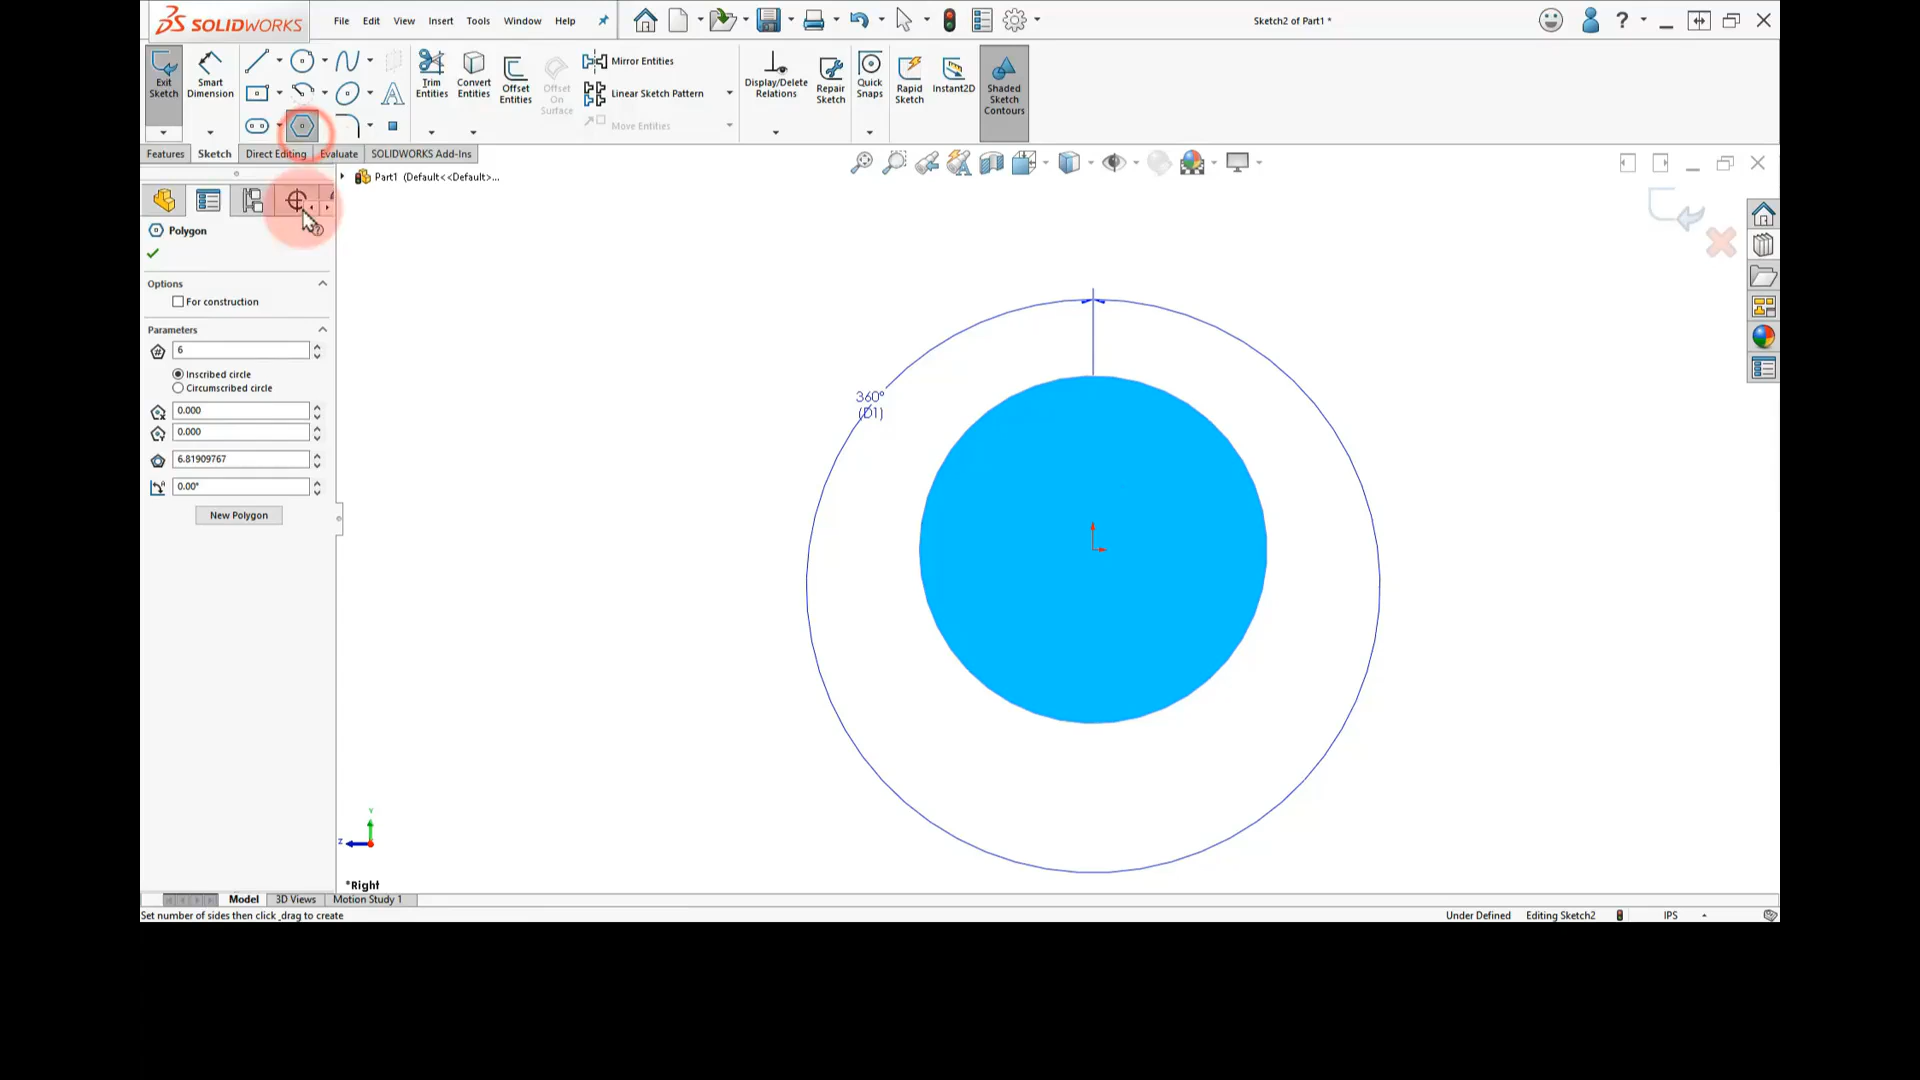 SOLIDWORKS
File Edit View Insert Tools Window Help
Sketch2 of Part1 *
Exit Sketch
Smart Dimension
Trim Entities
Convert Entities
Offset Entities
Offset On Surface
Mirror Entities
Linear Sketch Pattern
Move Entities
Display/Delete Relations
Repair Sketch
Quick Snaps
Rapid Sketch
Instant2D
Shaded Sketch Contours
Features Sketch Direct Editing Evaluate SOLIDWORKS Add-Ins
Part1 (Default<<Default>...
Polygon
Options
For construction
Parameters
6
Inscribed circle
Circumscribed circle
0.000
0.000
6.81909767
0.00°
New Polygon
360°
(D1)
Y
Z
*Right
Model 3D Views Motion Study 1
Set number of sides then click _drag to create
Under Defined Editing Sketch2 IPS